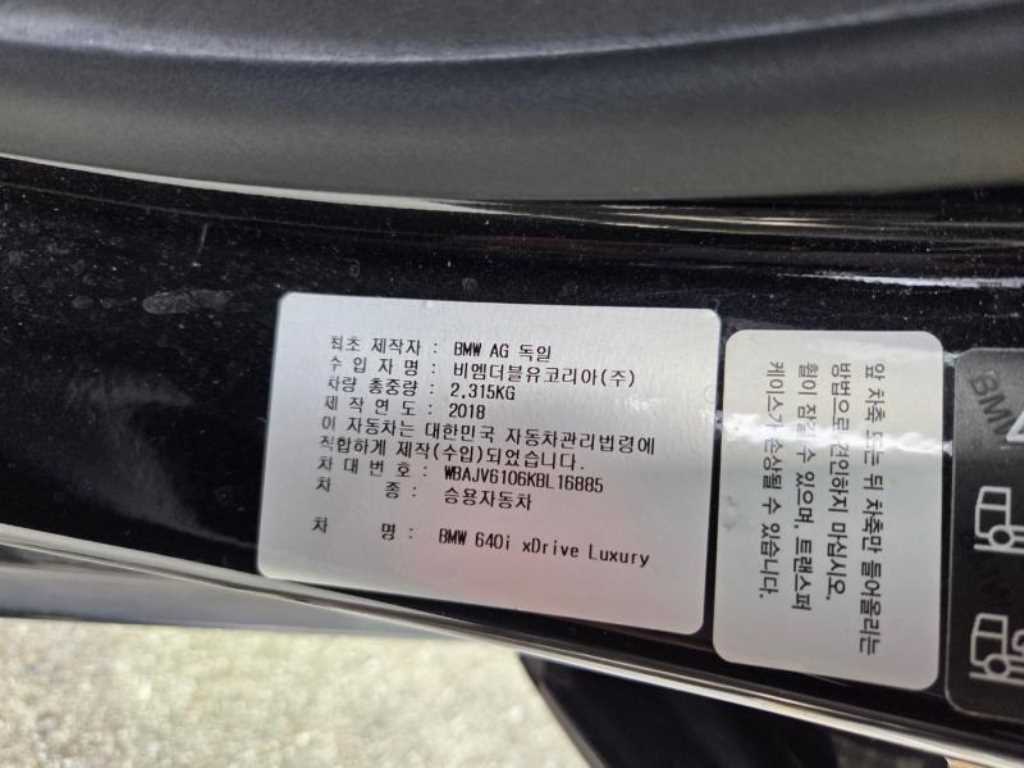 최초 제작자 : BMW AG 독일
수 입 자 명 : 비엠더블유코리아(주)
차량 총중량 : 2,315KG
제 작 연 도 : 2018
이 자동차는 대한민국 자동차관리법령에
적합하게 제작(수입)되었습니다.
차 대 번 호 : WBAJV6106KBL16885
차 종 : 승용자동차
차 명 : BMW 640i xDrive Luxury
앞 차축 또는 뒤 차축만 들어올리는
방법으로 견인하지 마십시오.
휠이 잠길 수 있으며, 트랜스퍼
케이스가 손상될 수 있습니다.
BMW